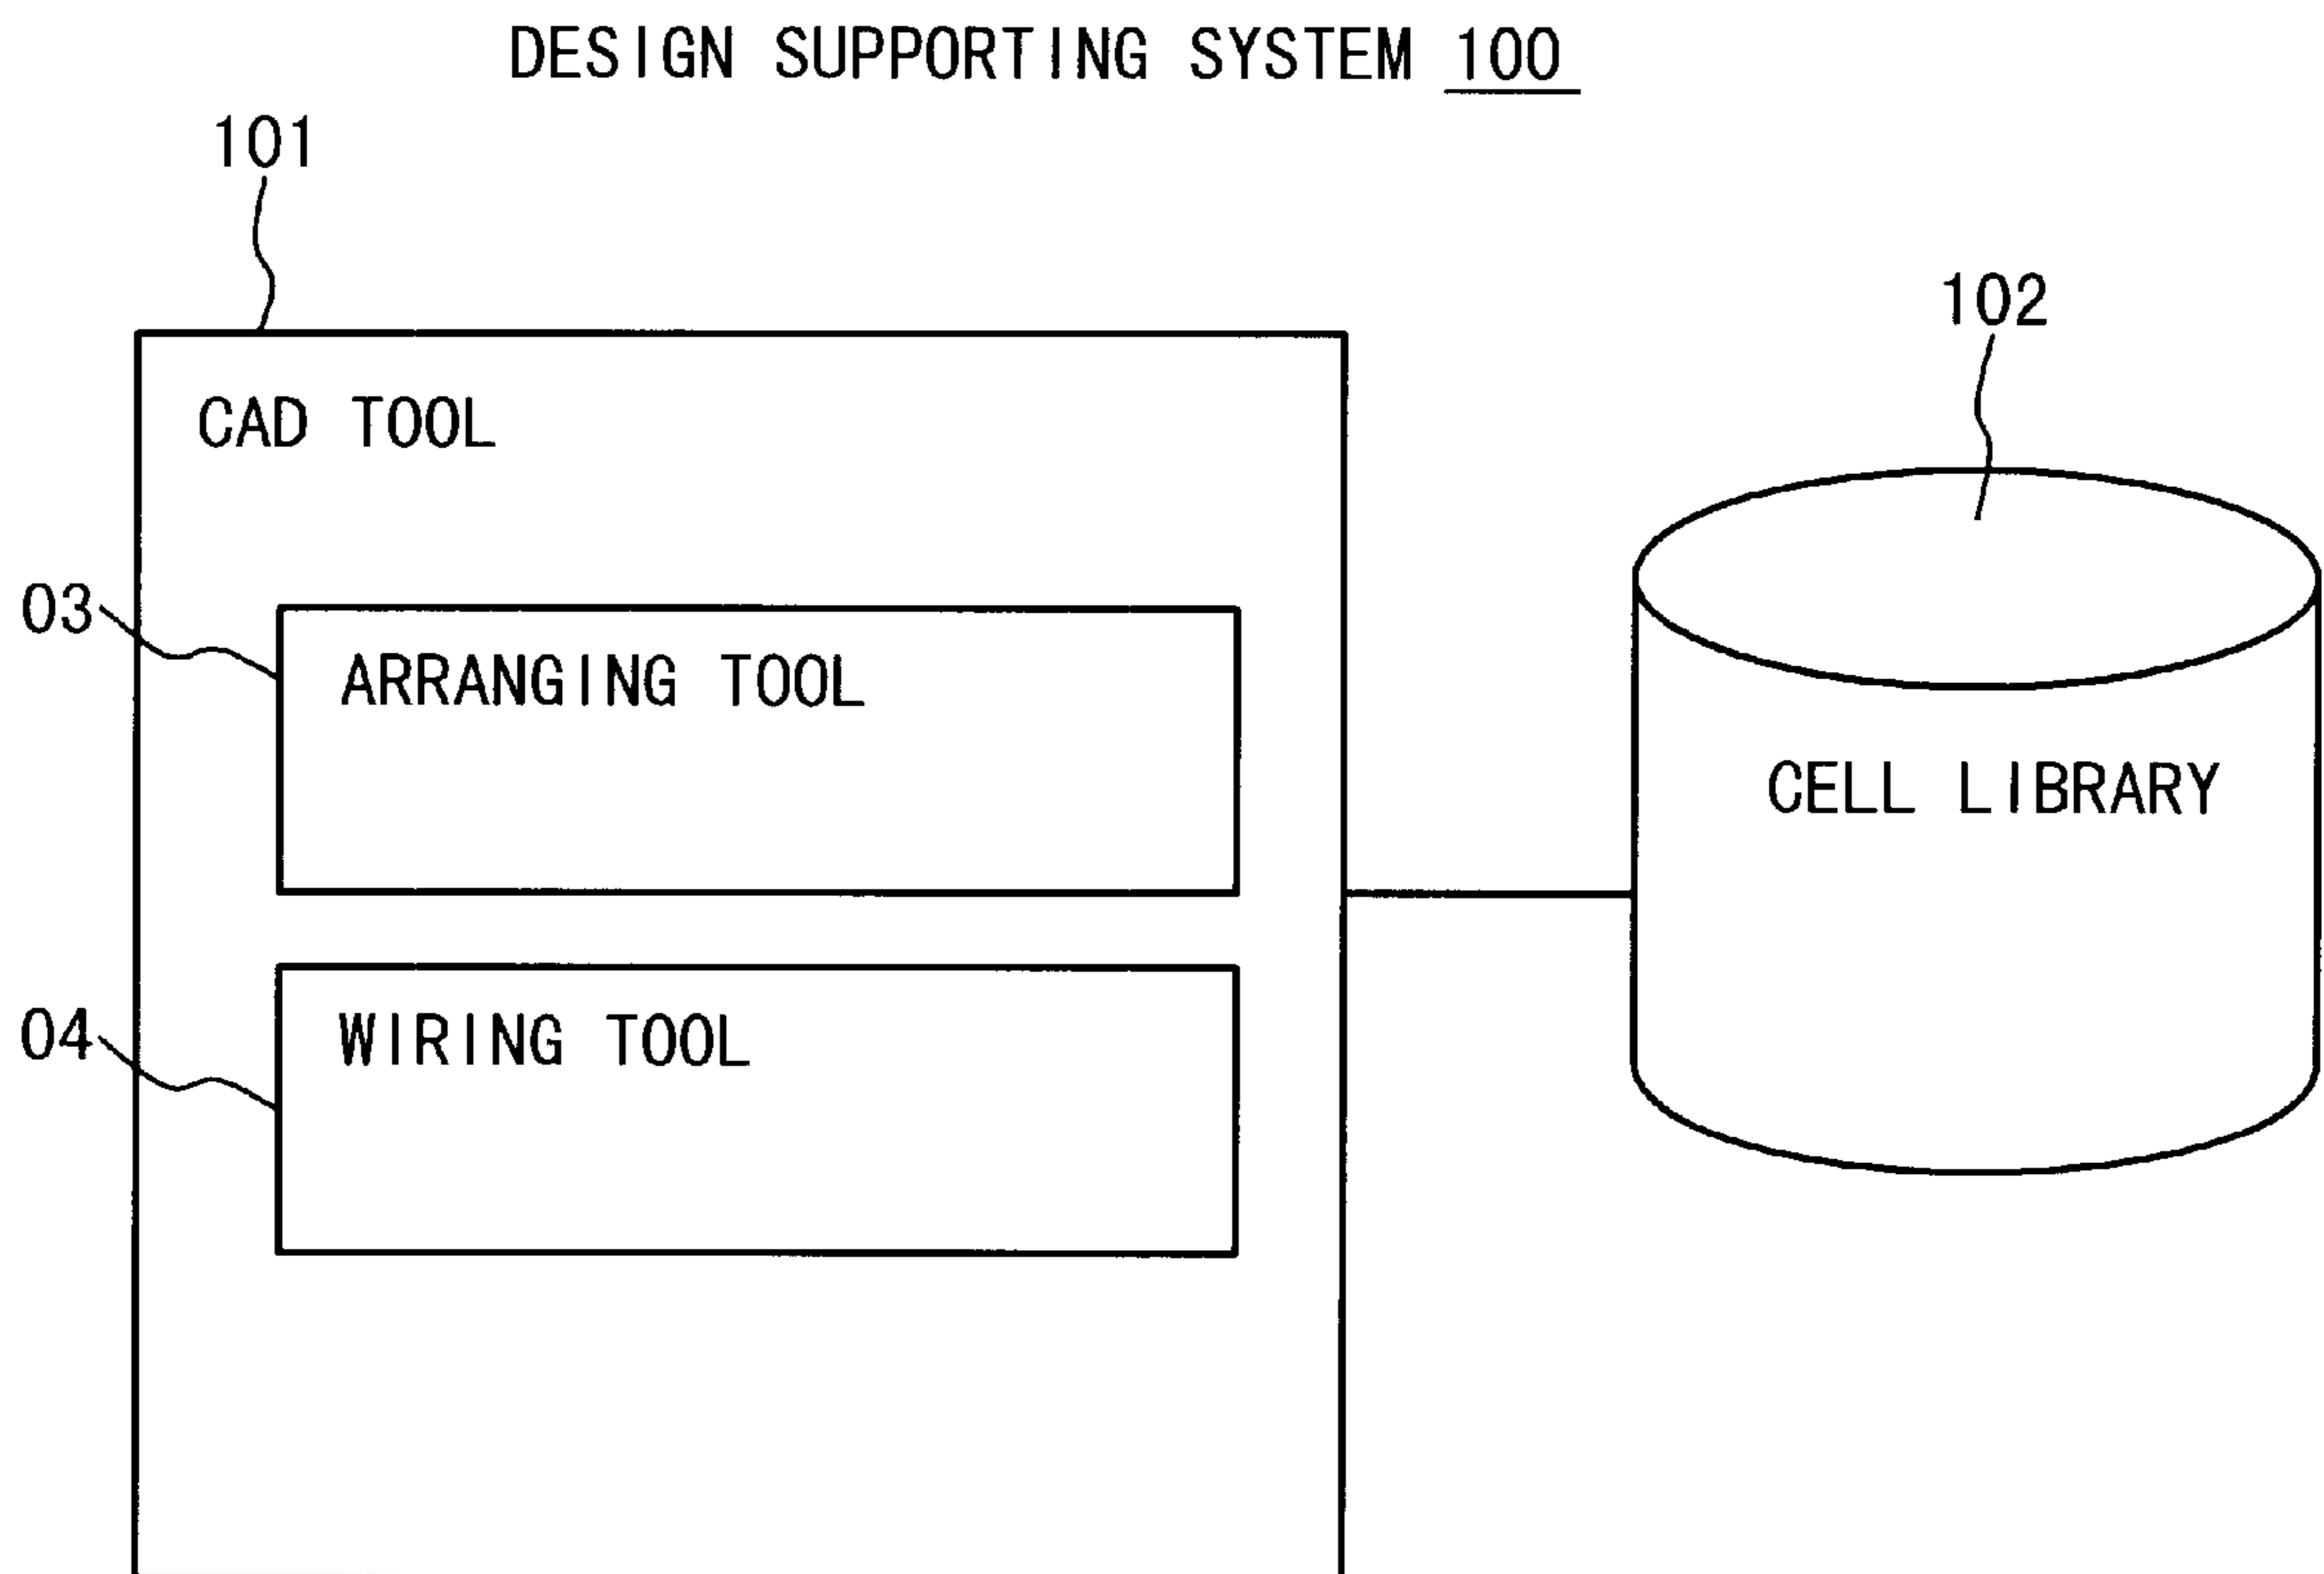 DESIGN SUPPORTING SYSTEM 100
101
102
CAD TOOL
03
ARRANGING TOOL
CELL LIBRARY
04
WIRING TOOL